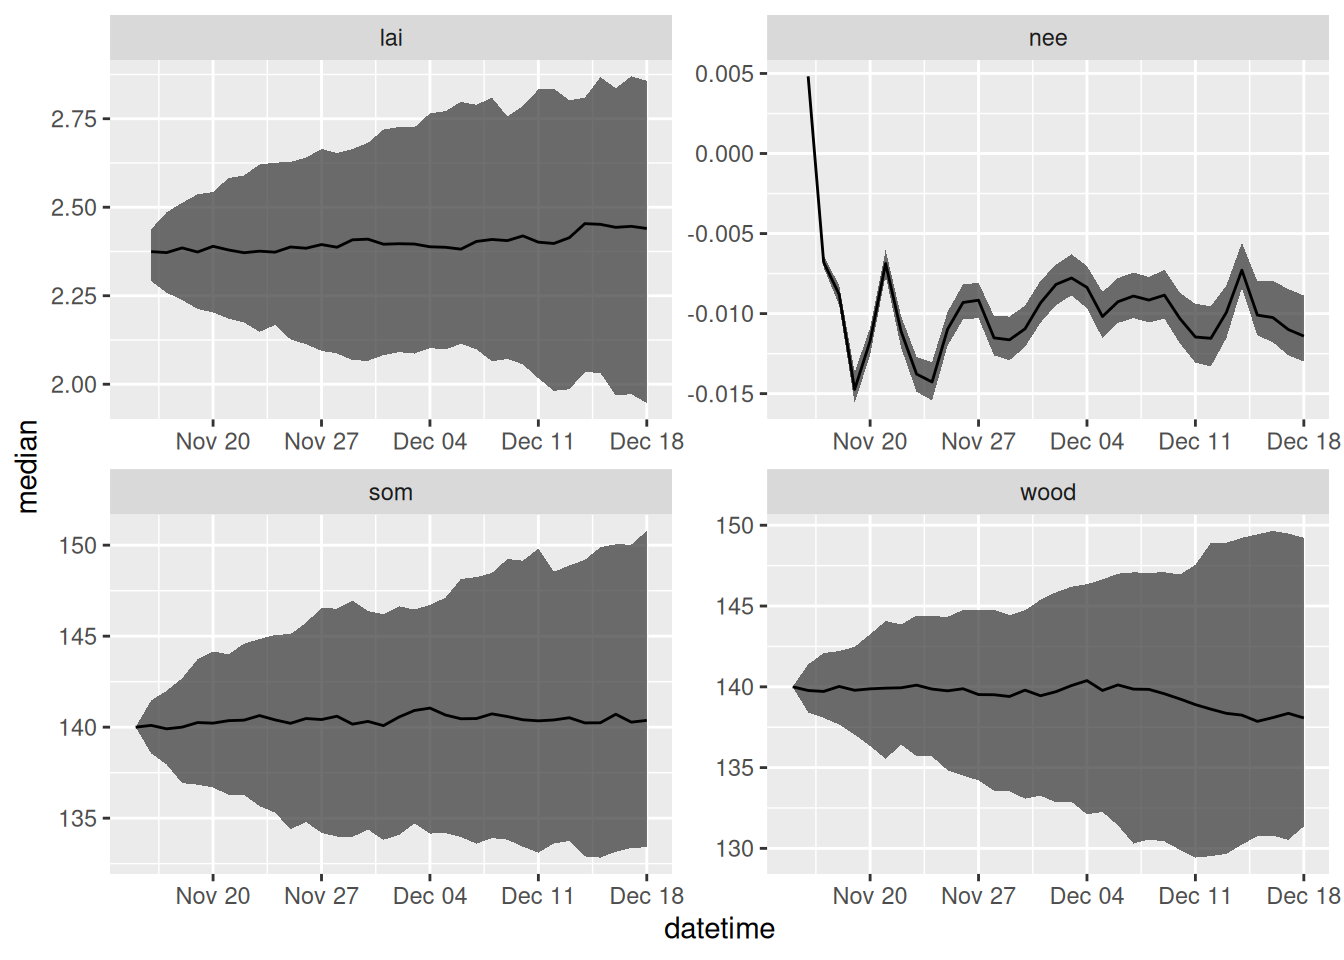 lai
nee
2.75
2.50
2.25
2.00
0.005
0.000
-0.005
-0.010
-0.015
Nov 20 Nov 27 Dec 04 Dec 11 Dec 18
Nov 20 Nov 27 Dec 04 Dec 11 Dec 18
median
som
wood
150
145
140
135
150
145
140
135
130
Nov 20 Nov 27 Dec 04 Dec 11 Dec 18
Nov 20 Nov 27 Dec 04 Dec 11 Dec 18
datetime